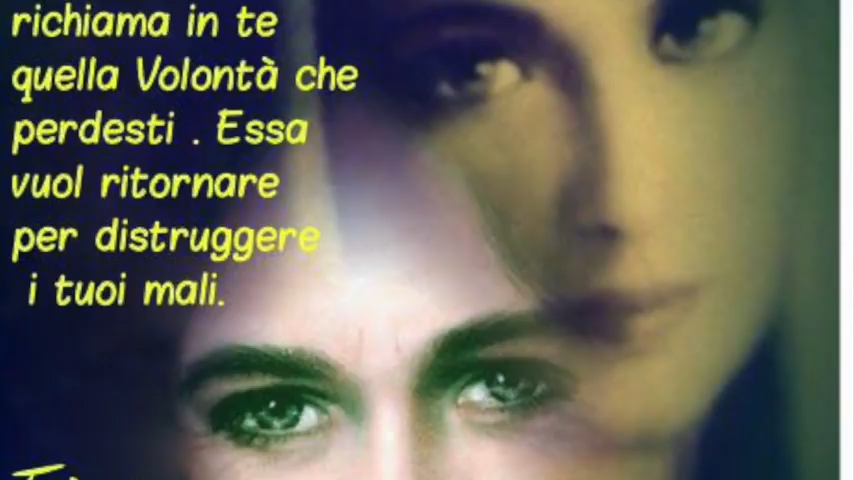 richiama in te
quella Volontà che
perdesti . Essa
vuol ritornare
per distruggere
i tuoi mali.